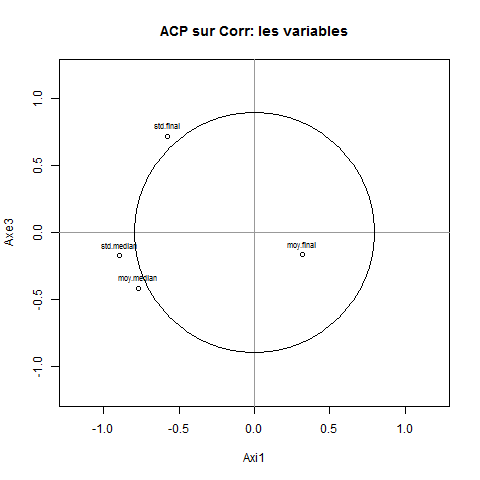 ACP sur Corr: les variables
1.0
std.final
0.5
Axe3
0.0
std.median
moy.final
moy.median
-0.5
-1.0
-1.0
-0.5
0.0
0.5
1.0
Axi1